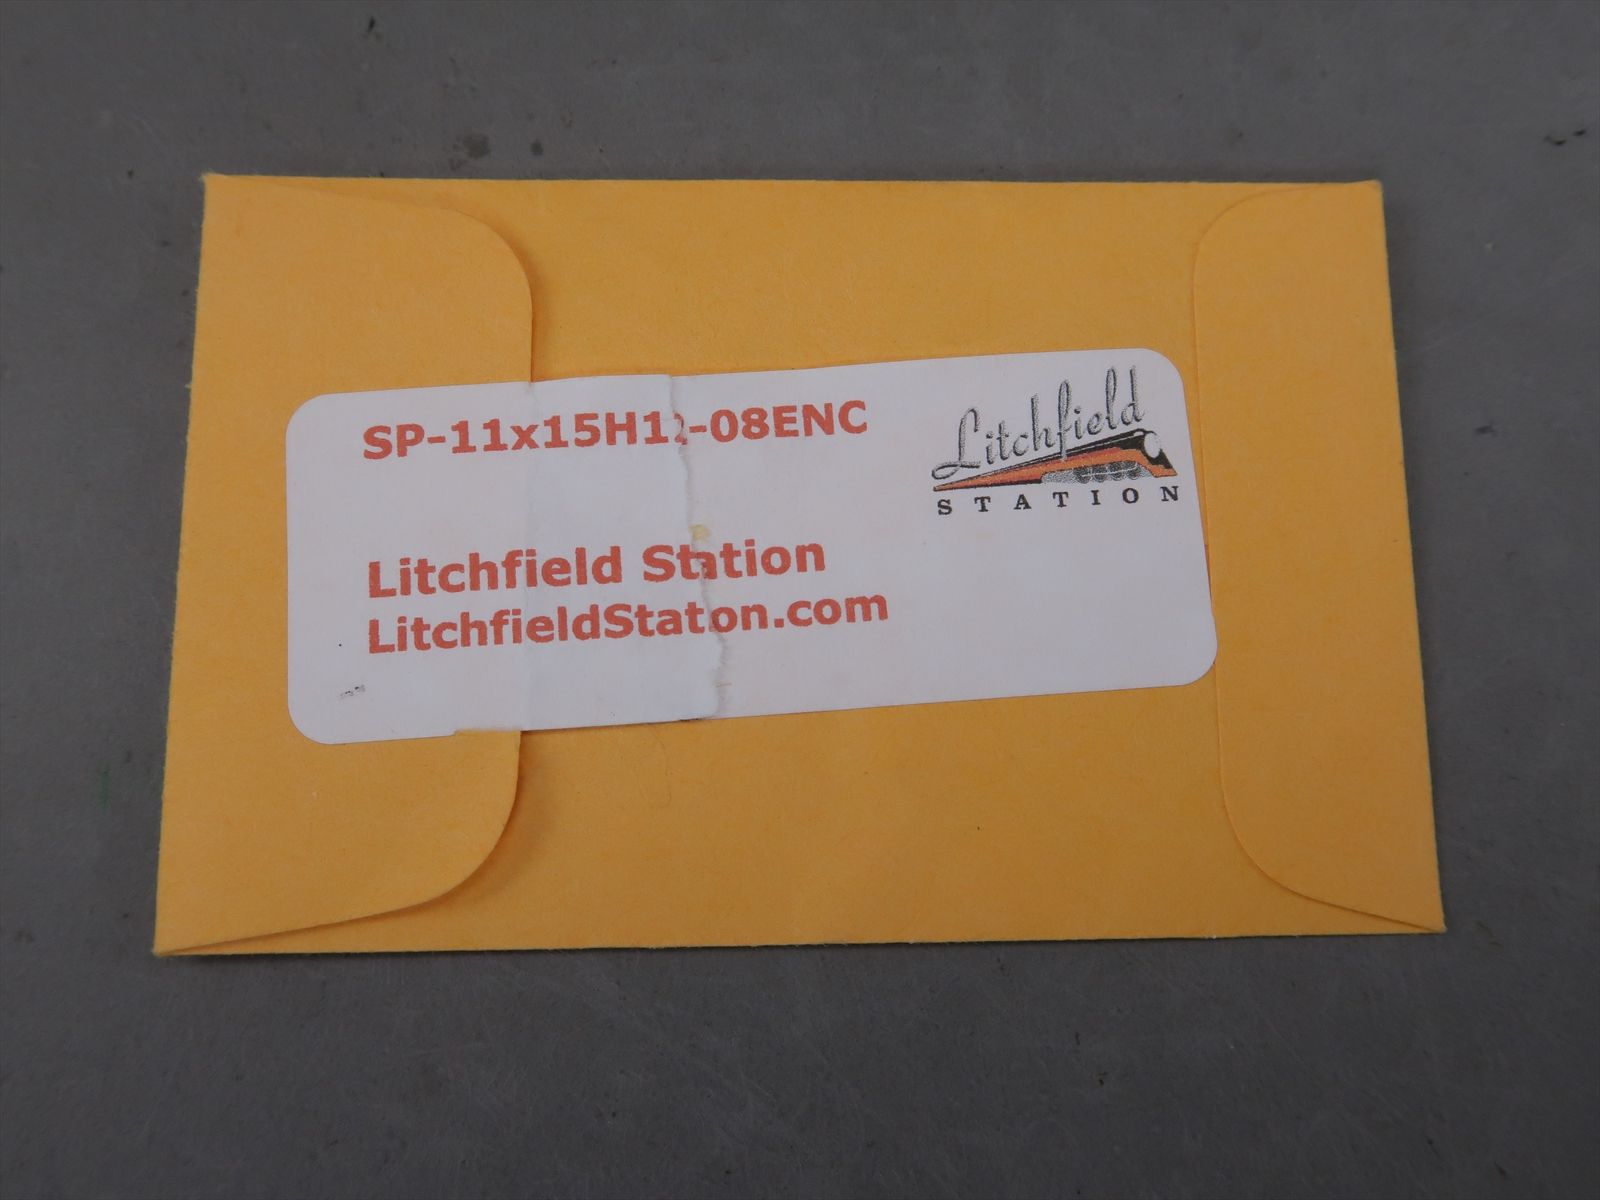 SP-11x15H12-08ENC
Litchfield
STATION
Litchfield Station
LitchfieldStaton.com